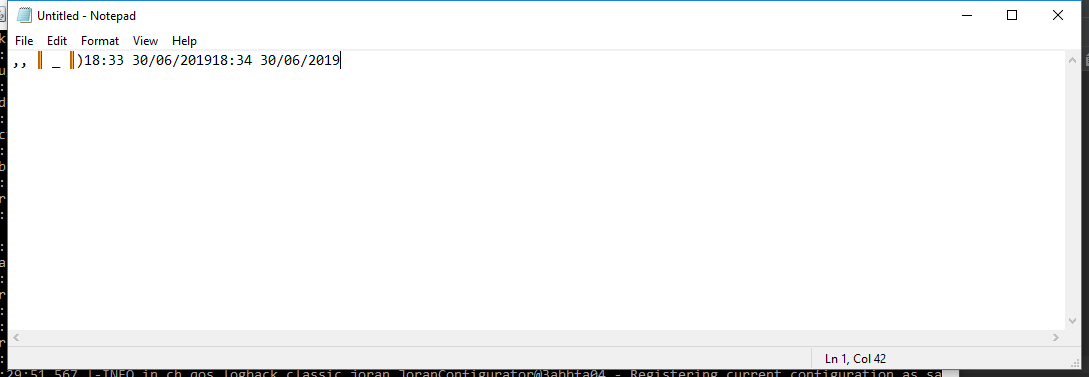 Untitled - Notepad
File Edit Format View Help
,, ‖ _ ‖)18:33 30/06/201918:34 30/06/2019
Ln 1, Col 42
:29:51,567 |-INFO in ch.qos.logback.classic.joran.JoranConfigurator@3abbfa04 - Registering current configuration as sa